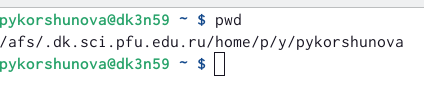 pykorshunova@dk3n59 ~ $ pwd
/afs/.dk.sci.pfu.edu.ru/home/p/y/pykorshunova
pykorshunova@dk3n59 ~ $